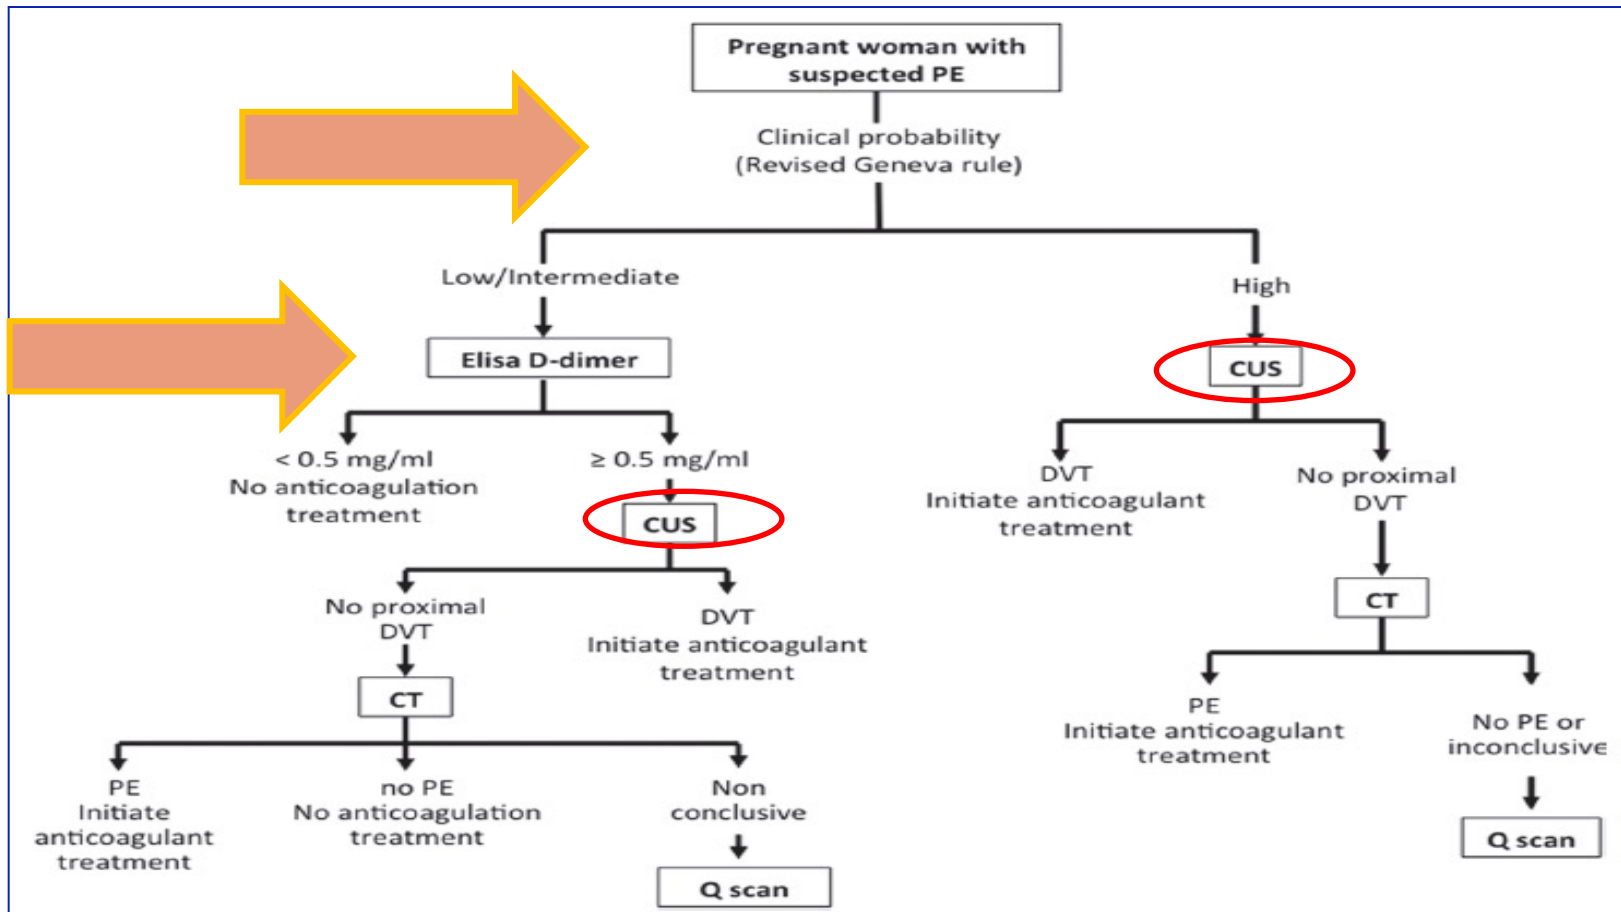 Pregnant woman with
suspected PE
Clinical probability
(Revised Geneva rule)
Low/Intermediate
High
Elisa D-dimer
CUS
< 0.5 mg/ml
No anticoagulation
treatment
≥ 0.5 mg/ml
CUS
DVT
Initiate anticoagulant
treatment
No proximal
DVT
No proximal
DVT
DVT
Initiate anticoagulant
treatment
CT
CT
PE
Initiate anticoagulant
treatment
No PE or
inconclusive
PE
Initiate
anticoagulant
treatment
no PE
No anticoagulation
treatment
Non
conclusive
Q scan
Q scan